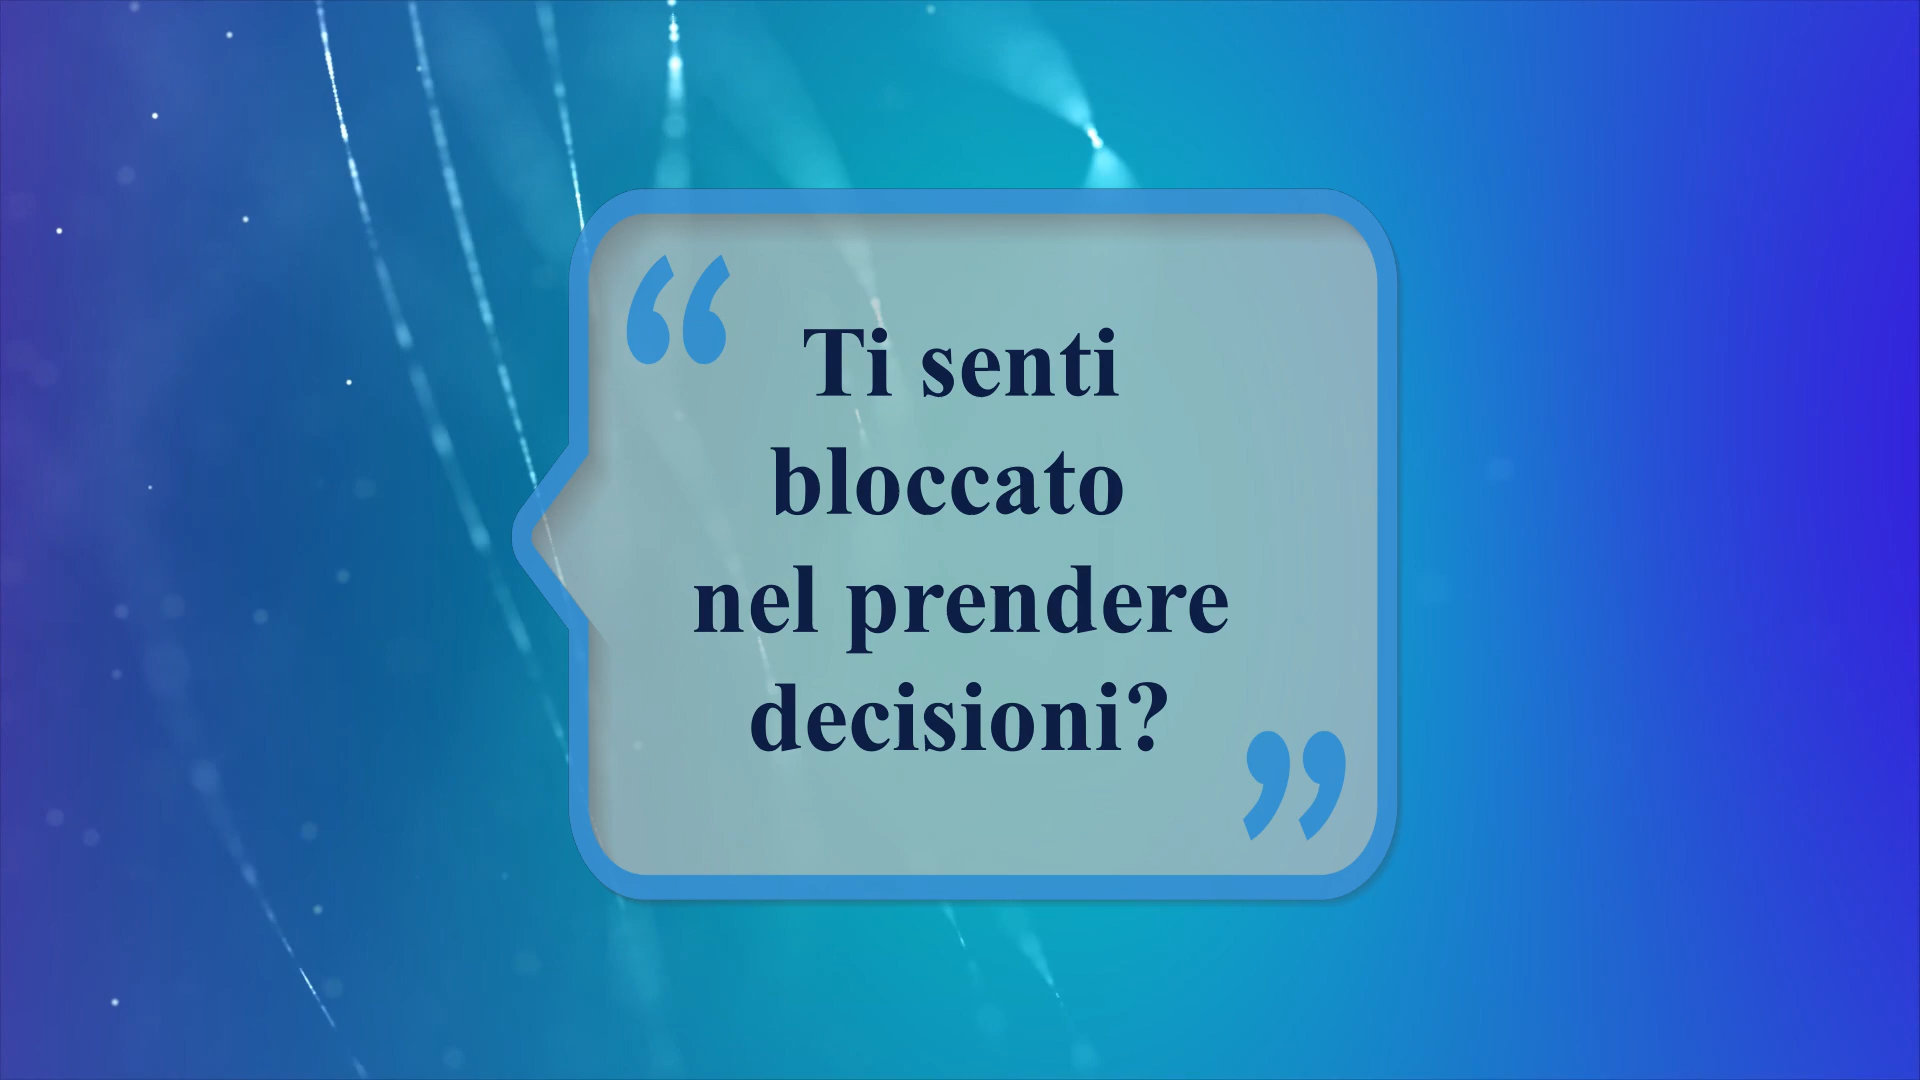 “ Ti senti
bloccato
nel prendere
decisioni? ”